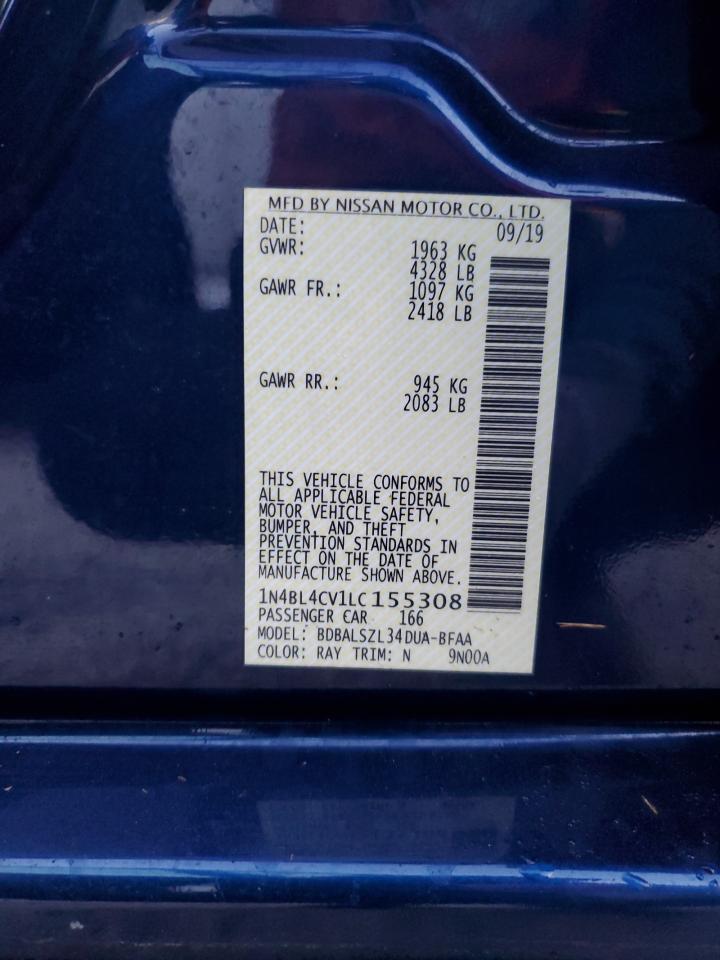 MFD BY NISSAN MOTOR CO., LTD.
DATE: 09/19
GVWR: 1963 KG
4328 LB
GAWR FR.: 1097 KG
2418 LB
GAWR RR.: 945 KG
2083 LB
THIS VEHICLE CONFORMS TO
ALL APPLICABLE FEDERAL
MOTOR VEHICLE SAFETY,
BUMPER, AND THEFT
PREVENTION STANDARDS IN
EFFECT ON THE DATE OF
MANUFACTURE SHOWN ABOVE.
1N4BL4CV1LC155308
PASSENGER CAR 166
MODEL: BDBALSZL34DUA-BFAA
COLOR: RAY TRIM: N 9N00A